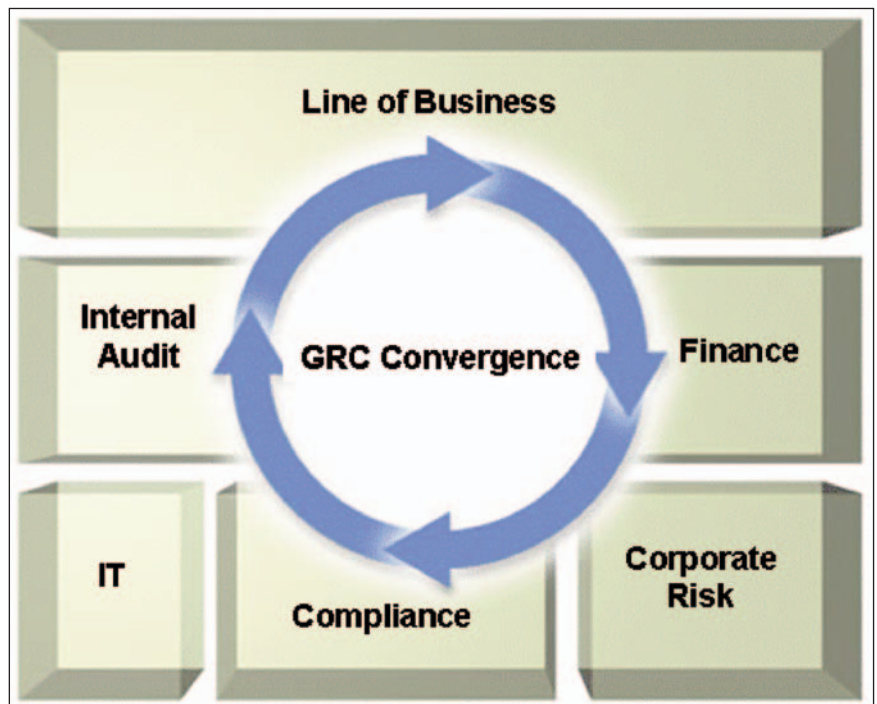 Line of Business
Internal
Audit
GRC Convergence
Finance
IT
Compliance
Corporate
Risk